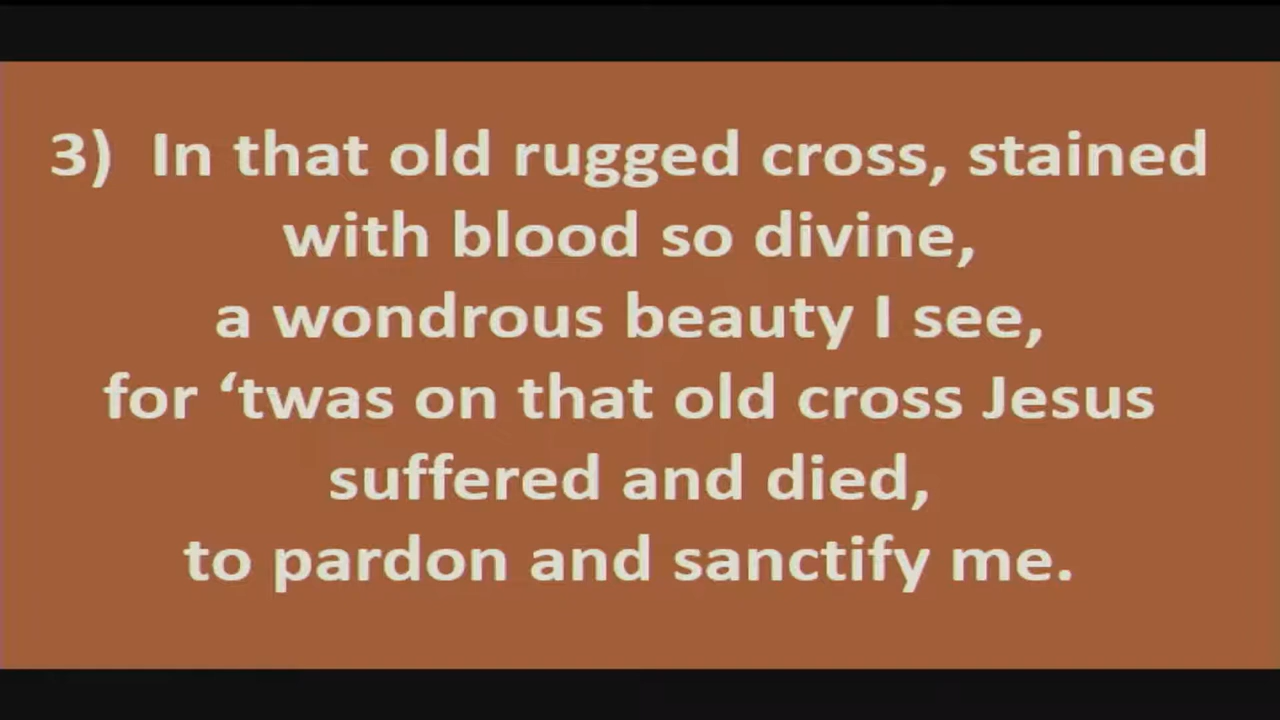 3) In that old rugged cross, stained
with blood so divine,
a wondrous beauty I see,
for ‘twas on that old cross Jesus
suffered and died,
to pardon and sanctify me.